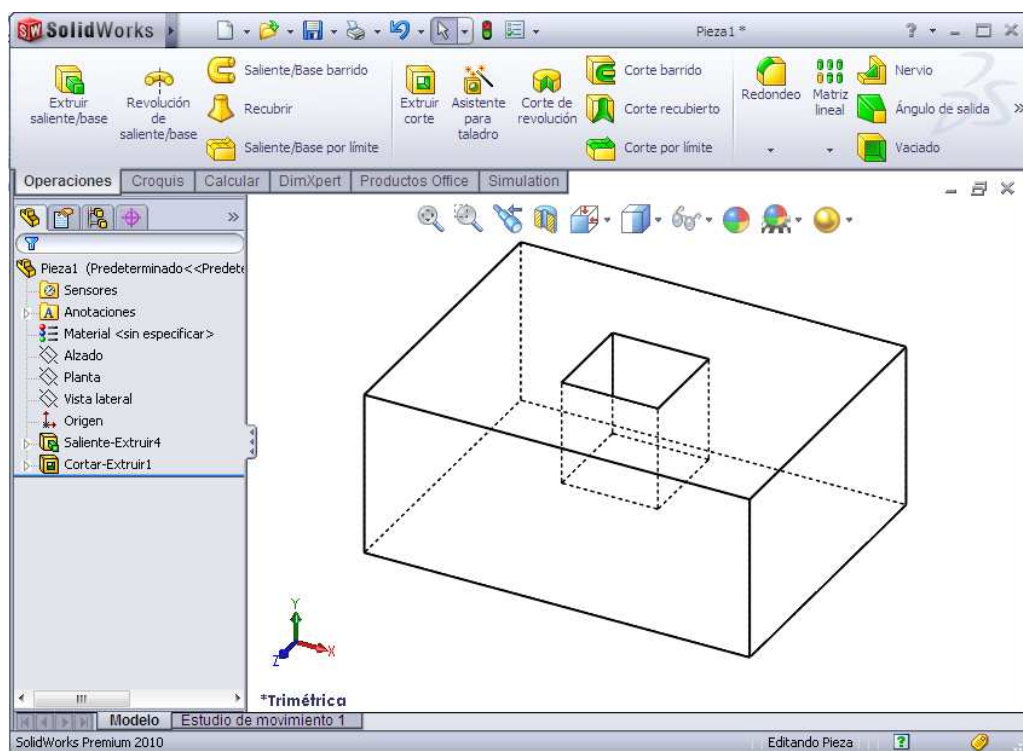 SW SolidWorks
Pieza1 *
Extruir
saliente/base
Revolución
de
saliente/base
Saliente/Base barrido
Recubrir
Saliente/Base por límite
Extruir
corte
Asistente
para
taladro
Corte de
revolución
Corte barrido
Corte recubierto
Corte por límite
Redondeo
Matriz
lineal
Nervio
Ángulo de salida
Vaciado
Operaciones
Croquis
Calcular
DimXpert
Productos Office
Simulation
Pieza1 (Predeterminado<<Predete
Sensores
A Anotaciones
Material <sin especificar>
Alzado
Planta
Vista lateral
Origen
Saliente-Extruir4
Cortar-Extruir1
Y
X
Z
*Trimétrica
Modelo
Estudio de movimiento 1
SolidWorks Premium 2010
Editando Pieza
?